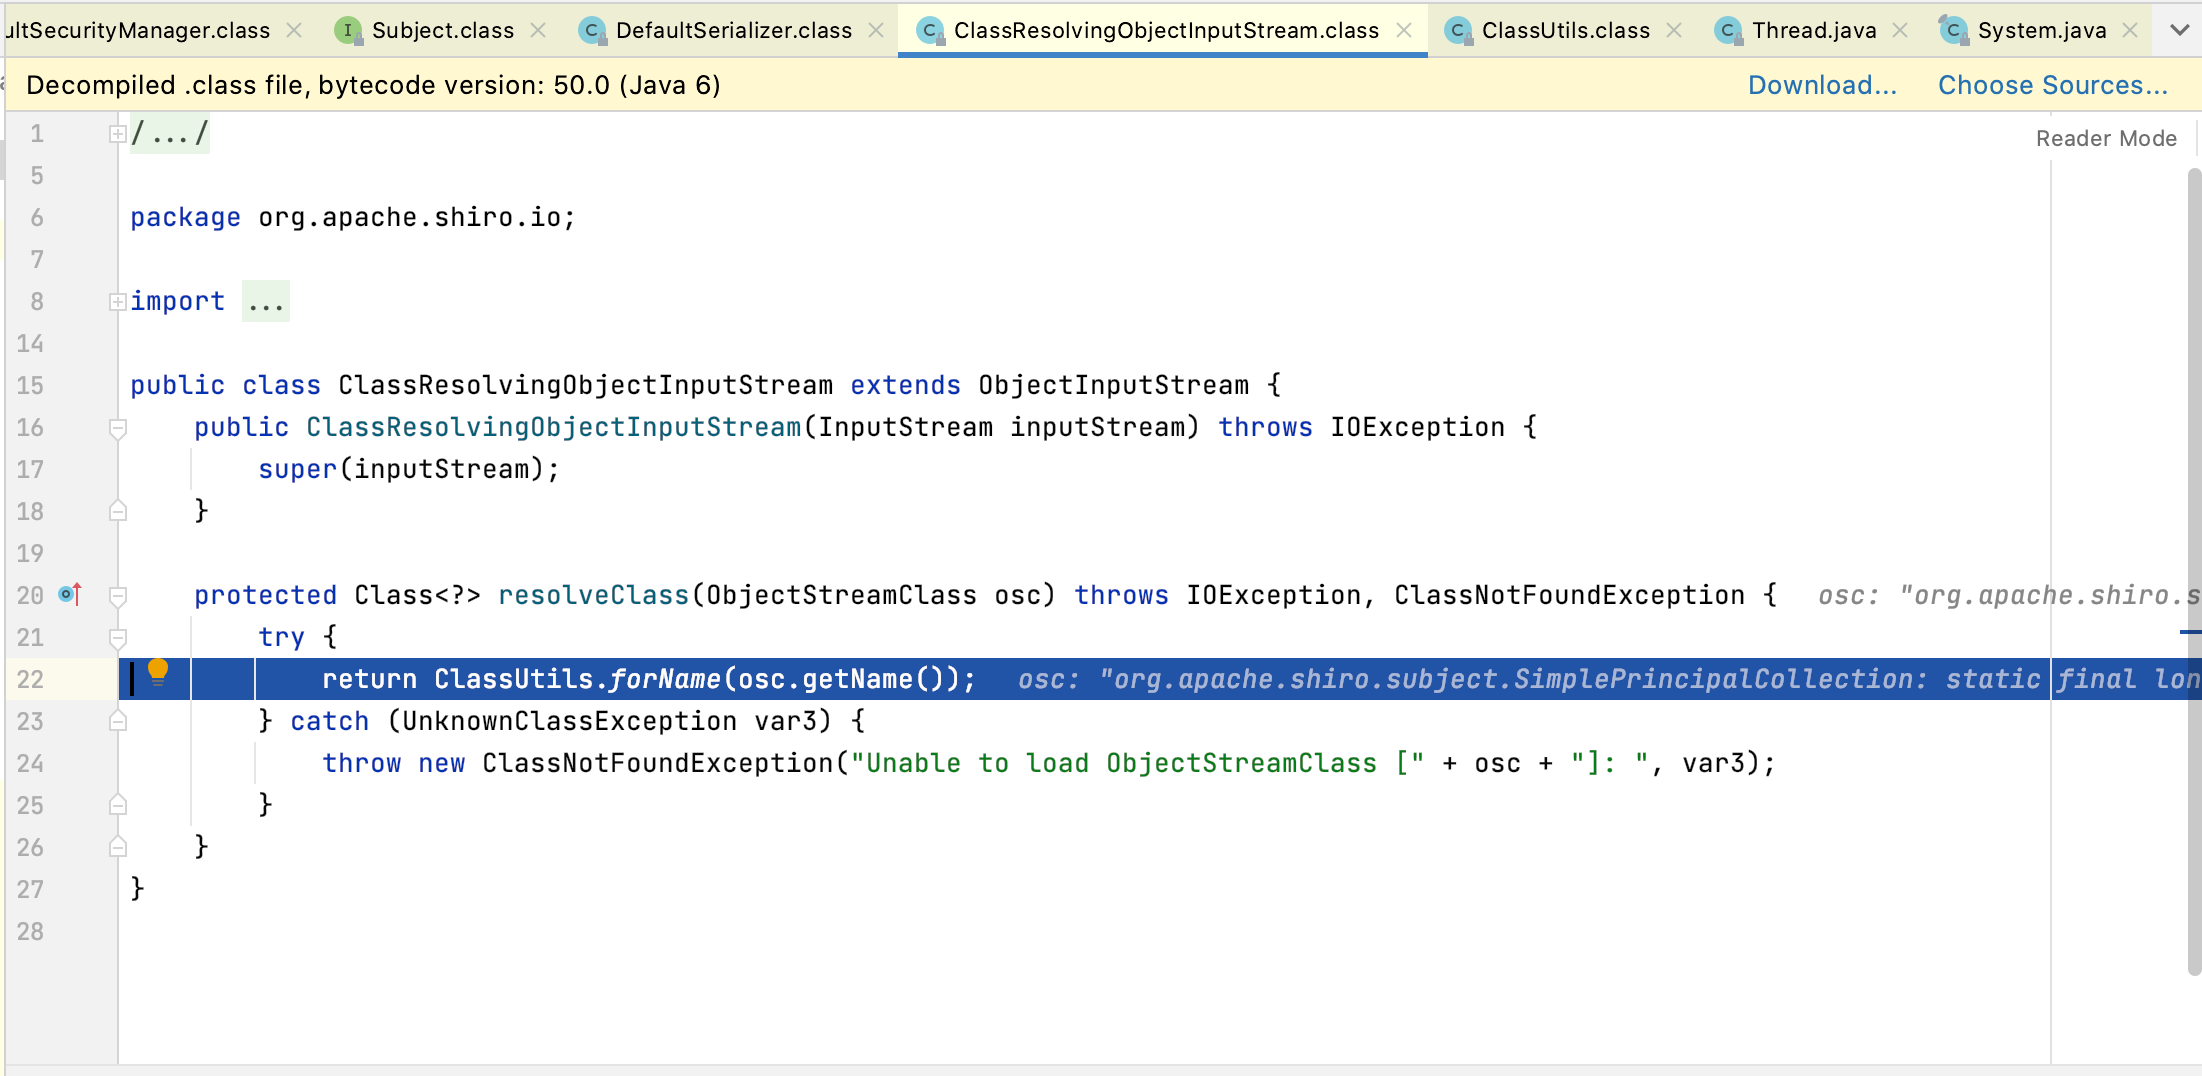 ultSecurityManager.class Subject.class DefaultSerializer.class ClassResolvingObjectInputStream.class ClassUtils.class Thread.java System.java
Decompiled .class file, bytecode version: 50.0 (Java 6) Download... Choose Sources...
Reader Mode
1 /.../
5
6 package org.apache.shiro.io;
7
8 import ...
14
15 public class ClassResolvingObjectInputStream extends ObjectInputStream {
16 public ClassResolvingObjectInputStream(InputStream inputStream) throws IOException {
17 super(inputStream);
18 }
19
20 protected Class<?> resolveClass(ObjectStreamClass osc) throws IOException, ClassNotFoundException { osc: "org.apache.shiro.s
21 try {
22 return ClassUtils.forName(osc.getName()); osc: "org.apache.shiro.subject.SimplePrincipalCollection: static final lon
23 } catch (UnknownClassException var3) {
24 throw new ClassNotFoundException("Unable to load ObjectStreamClass [" + osc + "]: ", var3);
25 }
26 }
27 }
28